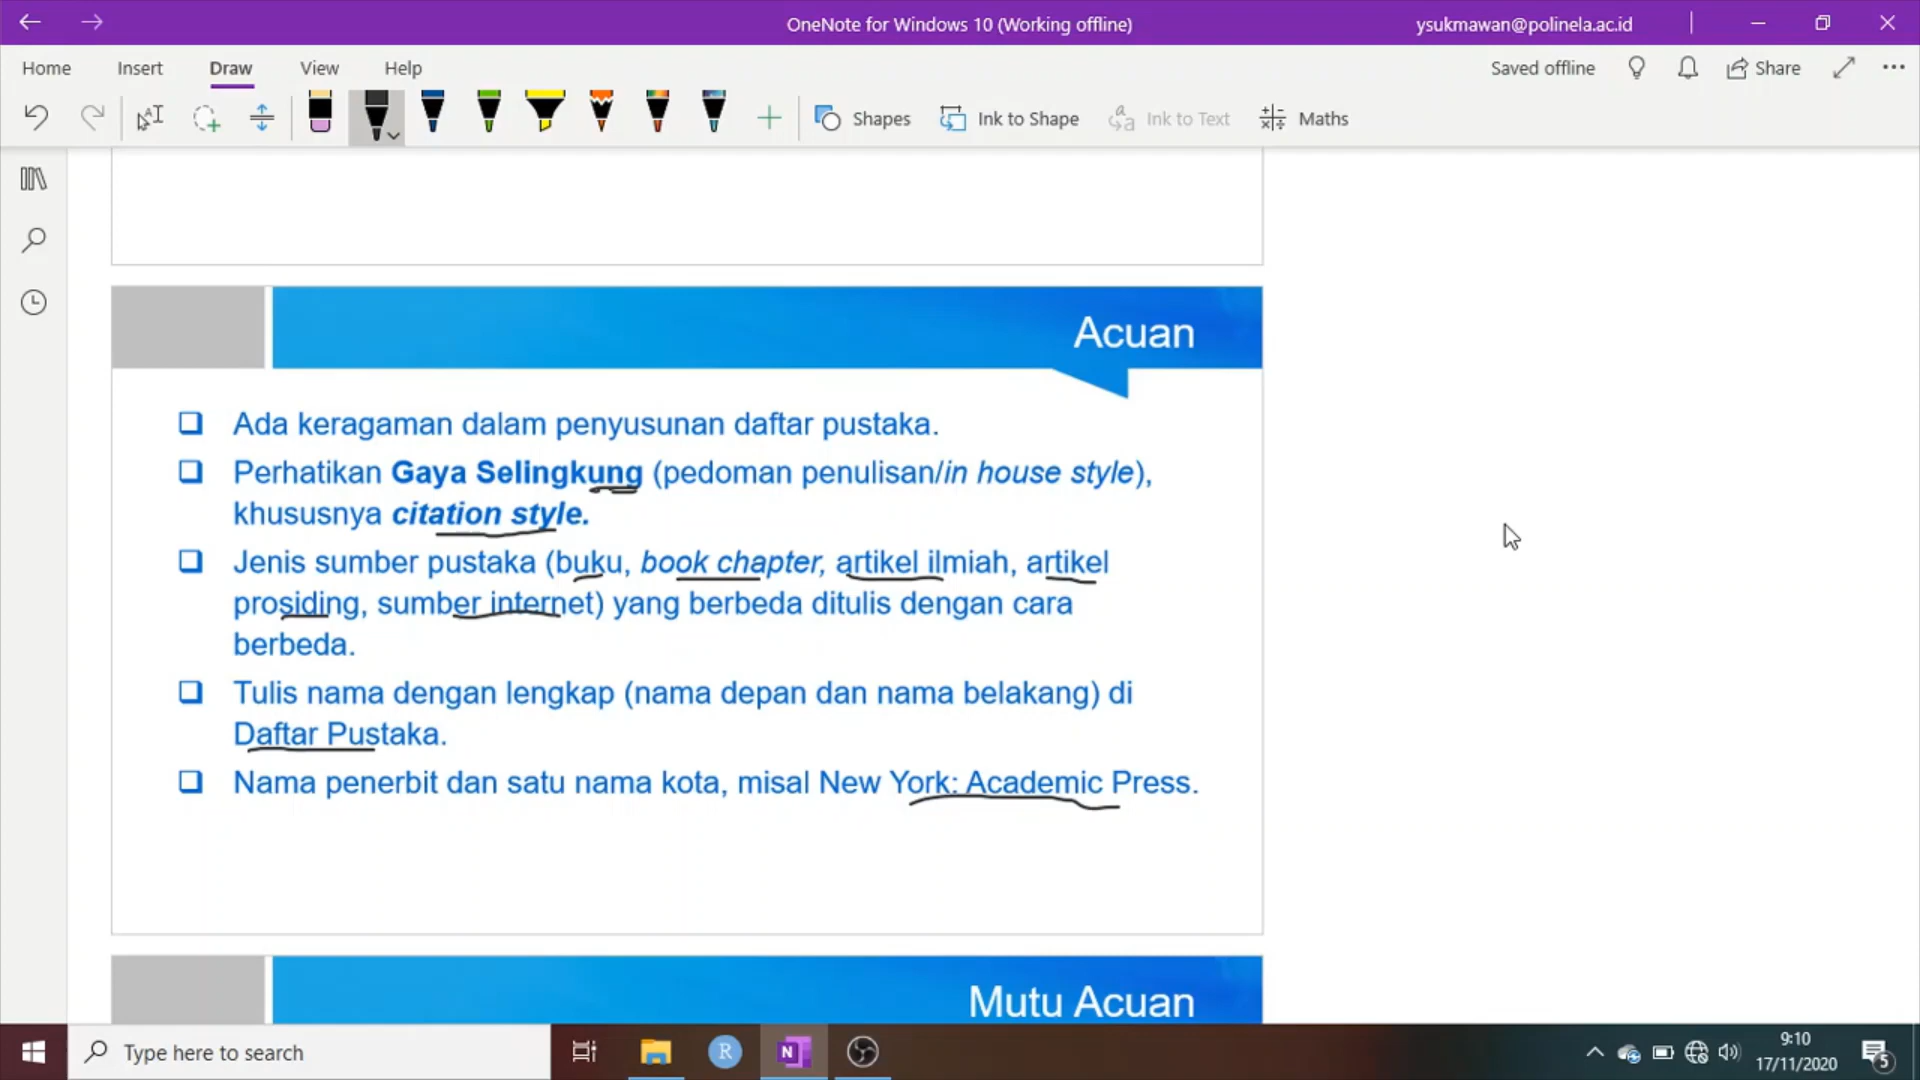 OneNote for Windows 10 (Working offline)
ysukmawan@polinela.ac.id
Home Insert Draw View Help
Saved offline
Share
Shapes
Ink to Shape
Ink to Text
Maths
Acuan
Ada keragaman dalam penyusunan daftar pustaka.
Perhatikan Gaya Selingkung (pedoman penulisan/in house style),
khususnya citation style.
Jenis sumber pustaka (buku, book chapter, artikel ilmiah, artikel
prosiding, sumber internet) yang berbeda ditulis dengan cara
berbeda.
Tulis nama dengan lengkap (nama depan dan nama belakang) di
Daftar Pustaka.
Nama penerbit dan satu nama kota, misal New York: Academic Press.
Mutu Acuan
Type here to search
R
N
9:10
17/11/2020
5